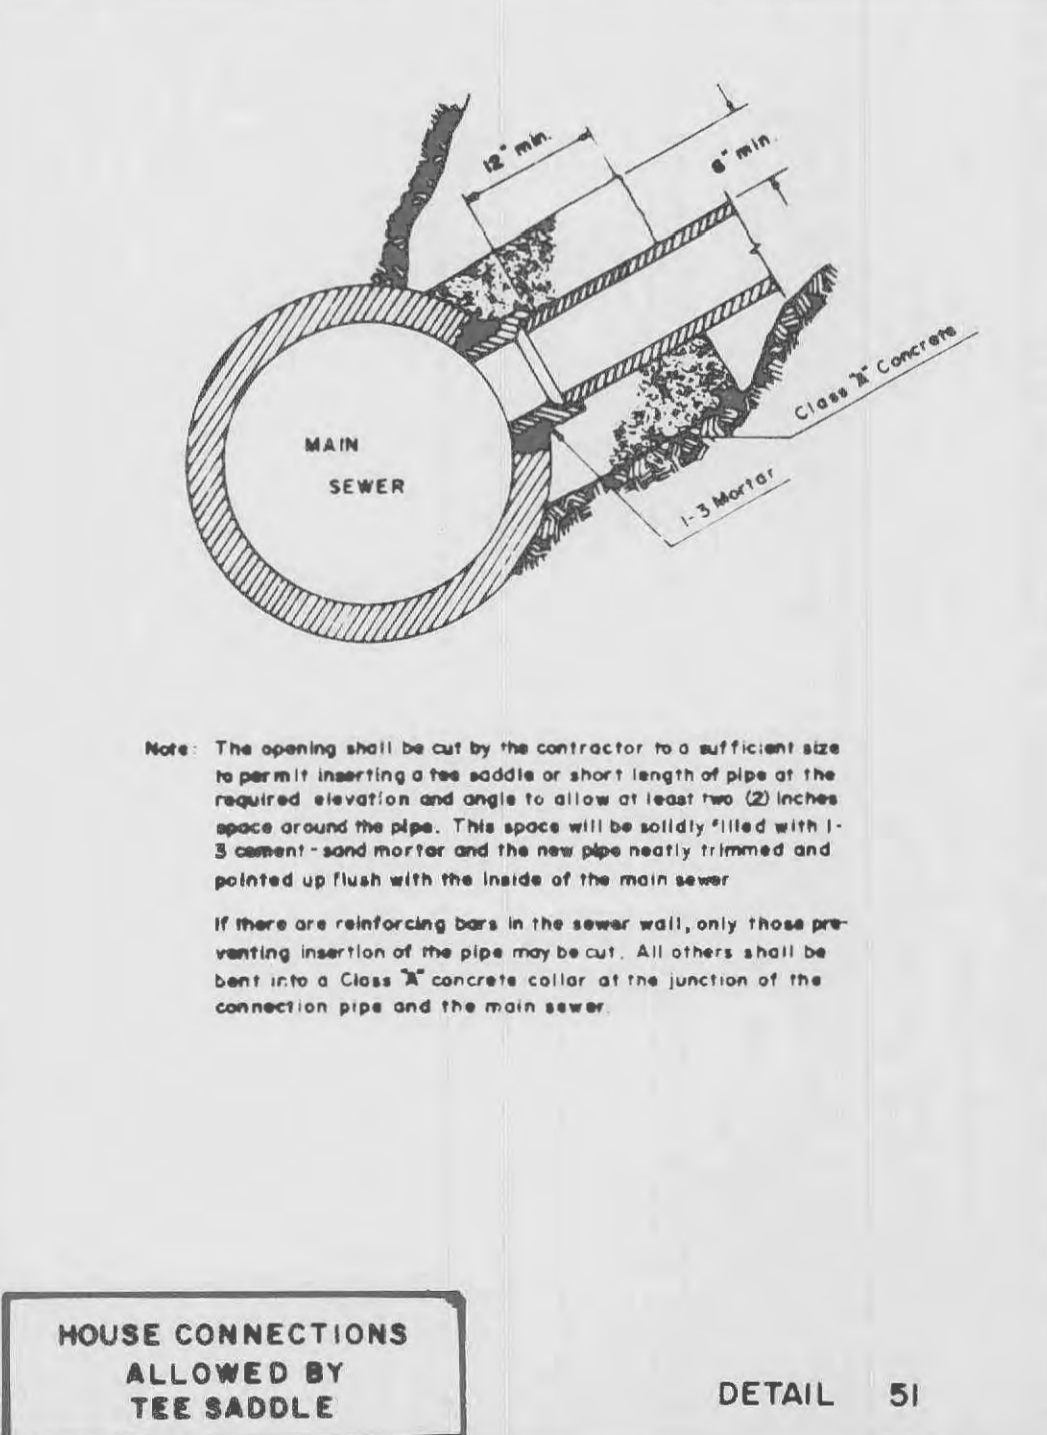 12" min.
6" min.
Class "A" Concrete
1-3 Mortar
MAIN
SEWER
Note: The opening shall be cut by the contractor to a sufficient size
to permit inserting a tee saddle or short length of pipe at the
required elevation and angle to allow at least two (2) inches
space around the pipe. This space will be solidly filled with 1-
3 cement-sand mortar and the new pipe neatly trimmed and
pointed up flush with the inside of the main sewer
If there are reinforcing bars in the sewer wall, only those pre-
venting insertion of the pipe may be cut. All others shall be
bent into a Class "A" concrete collar at the junction of the
connection pipe and the main sewer.
HOUSE CONNECTIONS
ALLOWED BY
TEE SADDLE
DETAIL 51